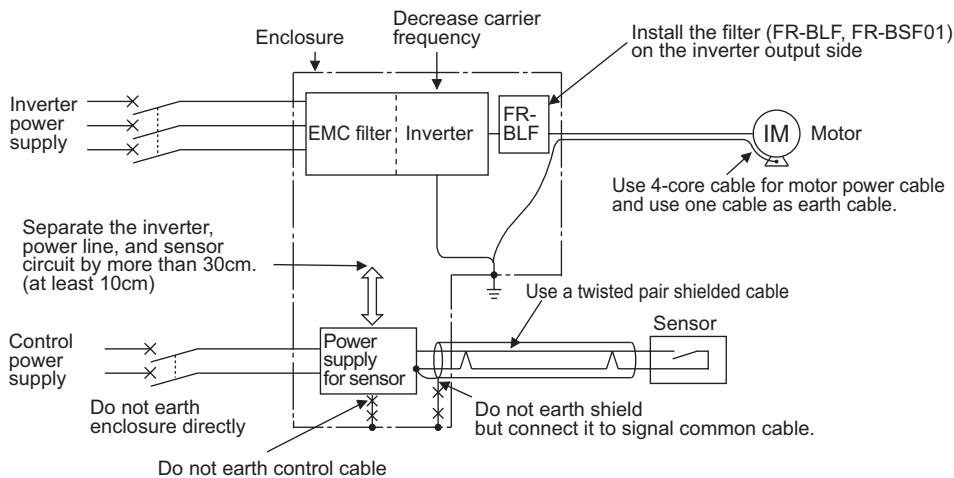 Enclosure
Decrease carrier
frequency
Install the filter (FR-BLF, FR-BSF01)
on the inverter output side
Inverter
power
supply
EMC filter
Inverter
FR-
BLF
IM
Motor
Use 4-core cable for motor power cable
and use one cable as earth cable.
Separate the inverter,
power line, and sensor
circuit by more than 30cm.
(at least 10cm)
Use a twisted pair shielded cable
Sensor
Control
power
supply
Power
supply
for sensor
Do not earth
enclosure directly
Do not earth shield
but connect it to signal common cable.
Do not earth control cable